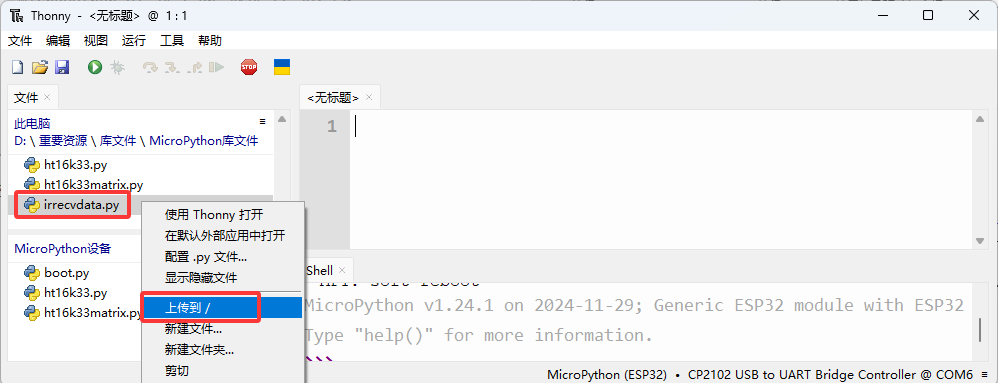 Thonny - <无标题> @ 1 : 1
文件 编辑 视图 运行 工具 帮助
STOP
文件 ×
此电脑
D: \ 重要资源 \ 库文件 \ MicroPython库文件
ht16k33.py
ht16k33matrix.py
irrecvdata.py
MicroPython设备
boot.py
ht16k33.py
ht16k33matrix.py
使用 Thonny 打开
在默认外部应用中打开
配置 .py 文件...
显示隐藏文件
上传到 /
新建文件...
新建文件夹...
剪切
<无标题> ×
1
Shell ×
MPY: soft reboot
MicroPython v1.24.1 on 2024-11-29; Generic ESP32 module with ESP32
Type "help()" for more information.
MicroPython (ESP32) • CP2102 USB to UART Bridge Controller @ COM6 ≡